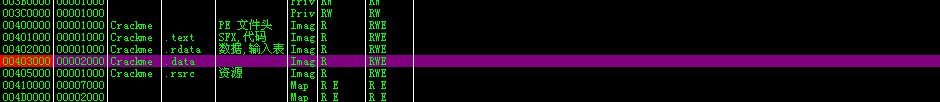 003B0000 00001000 Priv RW RW
003C0000 00001000 Priv RW RW
00400000 00001000 Crackme PE 文件头 Imag R RWE
00401000 00001000 Crackme .text SFX,代码 Imag R RWE
00402000 00001000 Crackme .rdata 数据,输入表 Imag R RWE
00403000 00002000 Crackme .data Imag R RWE
00405000 00001000 Crackme .rsrc 资源 Imag R RWE
00410000 00007000 Map R E R E
004D0000 00002000 Map R E R E